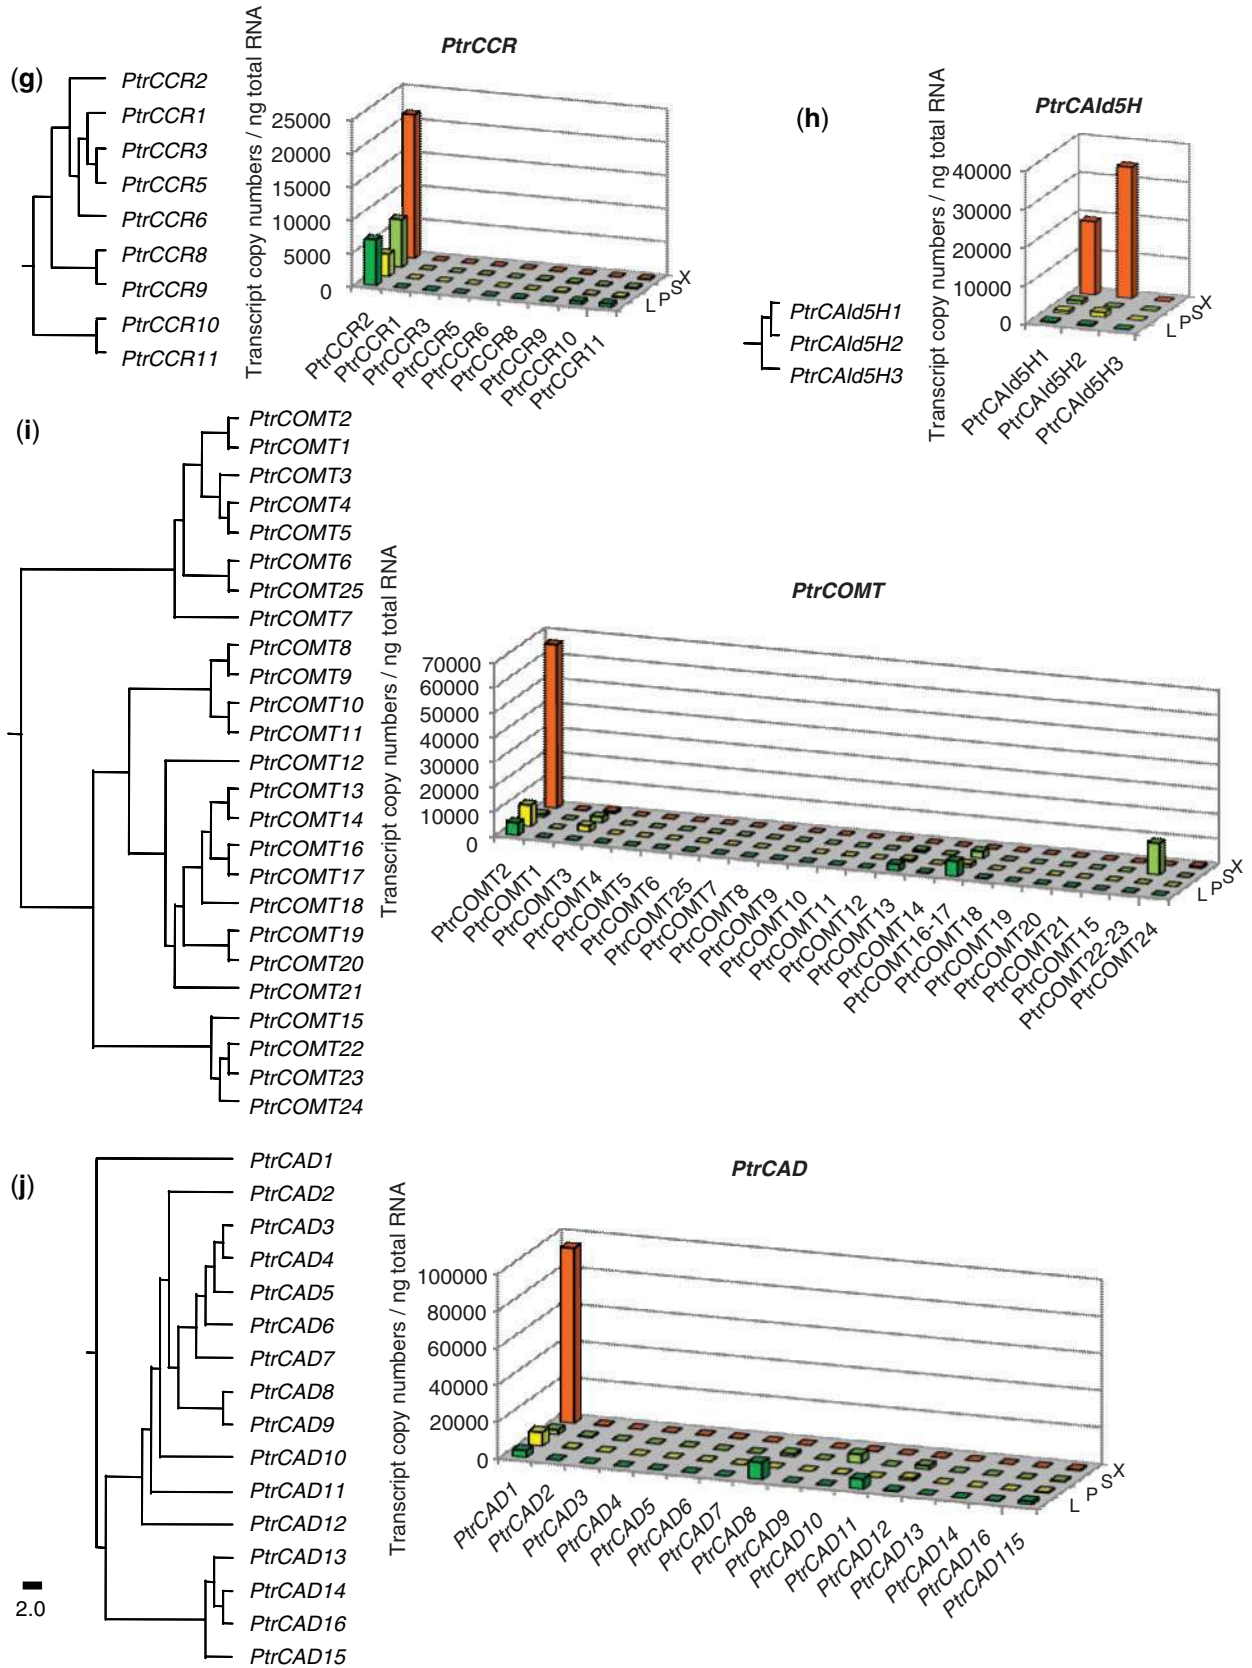 (g)
PtrCCR2
PtrCCR1
PtrCCR3
PtrCCR5
PtrCCR6
PtrCCR8
PtrCCR9
PtrCCR10
PtrCCR11
Transcript copy numbers / ng total RNA
PtrCCR
25000
20000
15000
10000
5000
0
PtrCCR2
PtrCCR1
PtrCCR3
PtrCCR5
PtrCCR6
PtrCCR8
PtrCCR9
PtrCCR10
PtrCCR11
L P S X
(h)
PtrCAld5H1
PtrCAld5H2
PtrCAld5H3
Transcript copy numbers / ng total RNA
PtrCAld5H
40000
30000
20000
10000
0
PtrCAld5H1
PtrCAld5H2
PtrCAld5H3
L P S X
(i)
PtrCOMT2
PtrCOMT1
PtrCOMT3
PtrCOMT4
PtrCOMT5
PtrCOMT6
PtrCOMT25
PtrCOMT7
PtrCOMT8
PtrCOMT9
PtrCOMT10
PtrCOMT11
PtrCOMT12
PtrCOMT13
PtrCOMT14
PtrCOMT16
PtrCOMT17
PtrCOMT18
PtrCOMT19
PtrCOMT20
PtrCOMT21
PtrCOMT15
PtrCOMT22
PtrCOMT23
PtrCOMT24
Transcript copy numbers / ng total RNA
PtrCOMT
70000
60000
50000
40000
30000
20000
10000
0
PtrCOMT2
PtrCOMT1
PtrCOMT3
PtrCOMT4
PtrCOMT5
PtrCOMT6
PtrCOMT25
PtrCOMT7
PtrCOMT8
PtrCOMT9
PtrCOMT10
PtrCOMT11
PtrCOMT12
PtrCOMT13
PtrCOMT14
PtrCOMT16-17
PtrCOMT18
PtrCOMT19
PtrCOMT20
PtrCOMT21
PtrCOMT15
PtrCOMT22-23
PtrCOMT24
L P S X
(j)
PtrCAD1
PtrCAD2
PtrCAD3
PtrCAD4
PtrCAD5
PtrCAD6
PtrCAD7
PtrCAD8
PtrCAD9
PtrCAD10
PtrCAD11
PtrCAD12
PtrCAD13
PtrCAD14
PtrCAD16
PtrCAD15
2.0
Transcript copy numbers / ng total RNA
PtrCAD
100000
80000
60000
40000
20000
0
PtrCAD1
PtrCAD2
PtrCAD3
PtrCAD4
PtrCAD5
PtrCAD6
PtrCAD7
PtrCAD8
PtrCAD9
PtrCAD10
PtrCAD11
PtrCAD12
PtrCAD13
PtrCAD14
PtrCAD16
PtrCAD115
L P S X